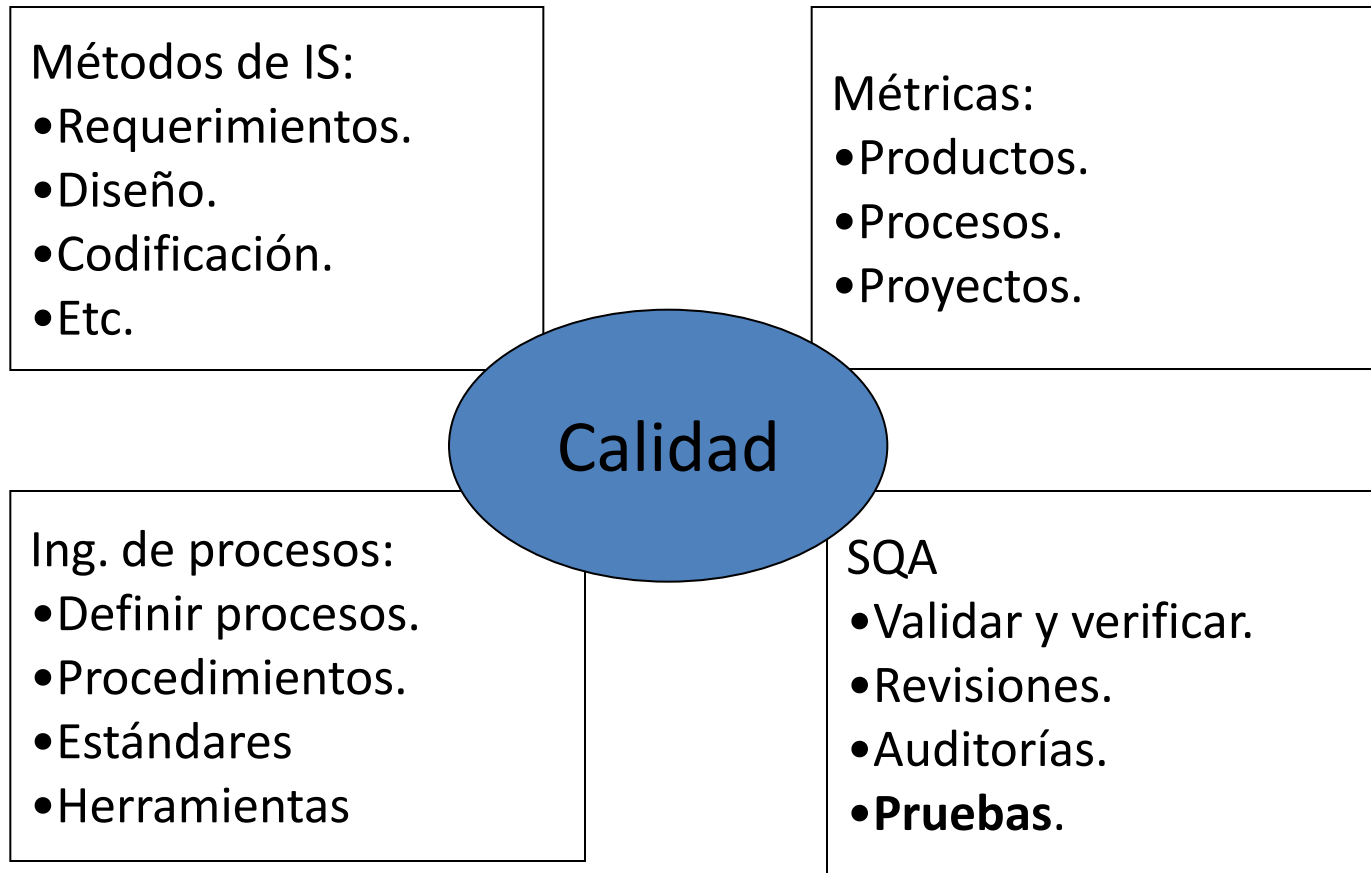 Métodos de IS:
•Requerimientos.
•Diseño.
•Codificación.
•Etc.
Métricas:
•Productos.
•Procesos.
•Proyectos.
Calidad
Ing. de procesos:
•Definir procesos.
•Procedimientos.
•Estándares
•Herramientas
SQA
•Validar y verificar.
•Revisiones.
•Auditorías.
•Pruebas.